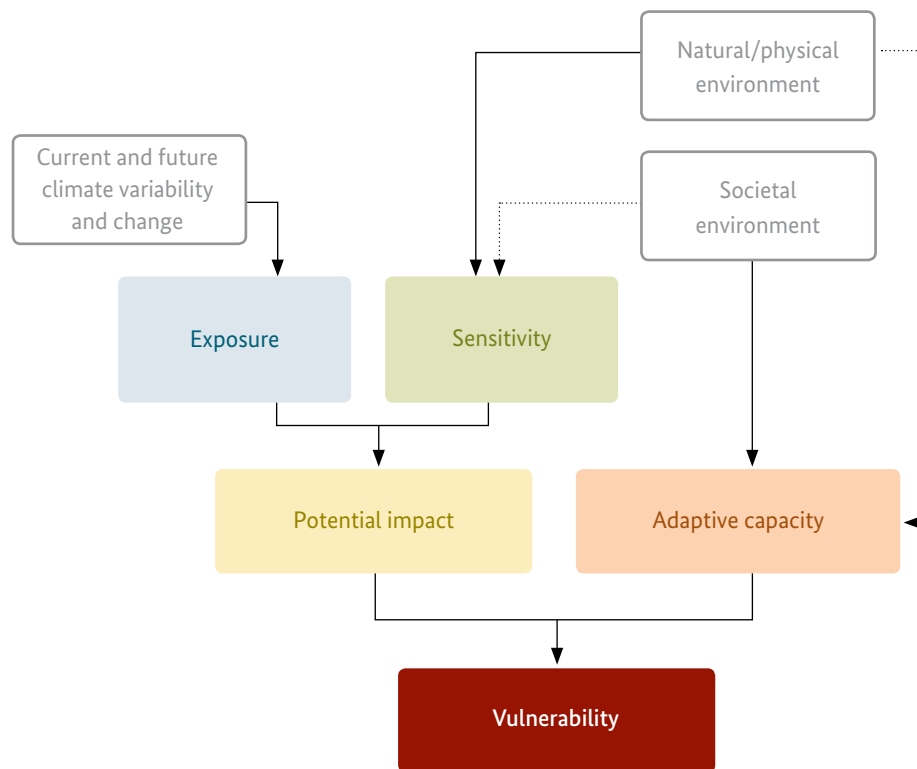 Natural/physical
environment
Current and future
climate variability
and change
Societal
environment
Exposure
Sensitivity
Potential impact
Adaptive capacity
Vulnerability